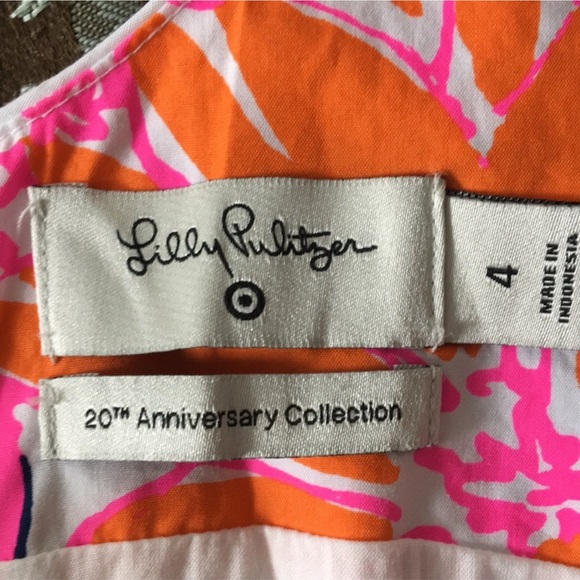 Lilly Pulitzer
20TH Anniversary Collection
4
MADE IN
INDONESIA